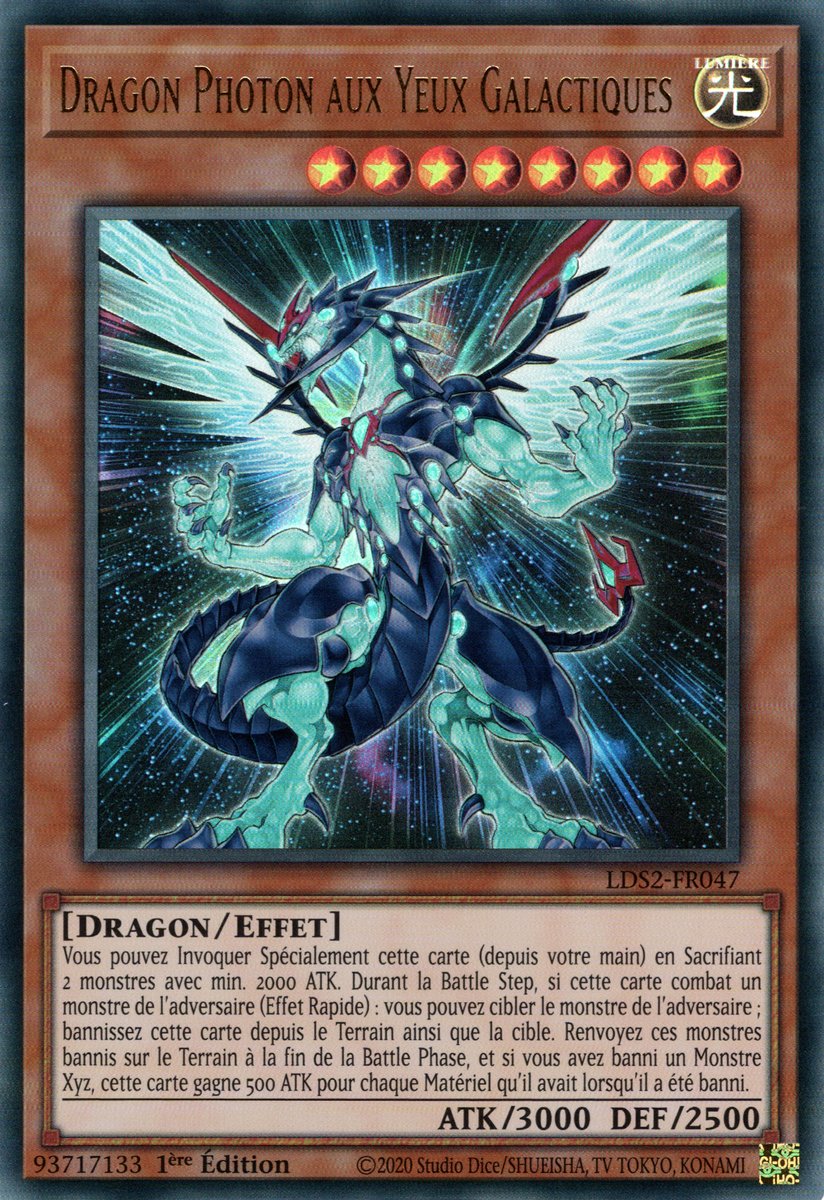 DRAGON PHOTON AUX YEUX GALACTIQUES
LUMIÈRE
光
LDS2-FR047
[DRAGON/EFFET]
Vous pouvez Invoquer Spécialement cette carte (depuis votre main) en Sacrifiant
2 monstres avec min. 2000 ATK. Durant la Battle Step, si cette carte combat un
monstre de l'adversaire (Effet Rapide) : vous pouvez cibler le monstre de l'adversaire ;
bannissez cette carte depuis le Terrain ainsi que la cible. Renvoyez ces monstres
bannis sur le Terrain à la fin de la Battle Phase, et si vous avez banni un Monstre
Xyz, cette carte gagne 500 ATK pour chaque Matériel qu'il avait lorsqu'il a été banni.
ATK/3000 DEF/2500
93717133 1ère Édition ©2020 Studio Dice/SHUEISHA, TV TOKYO, KONAMI